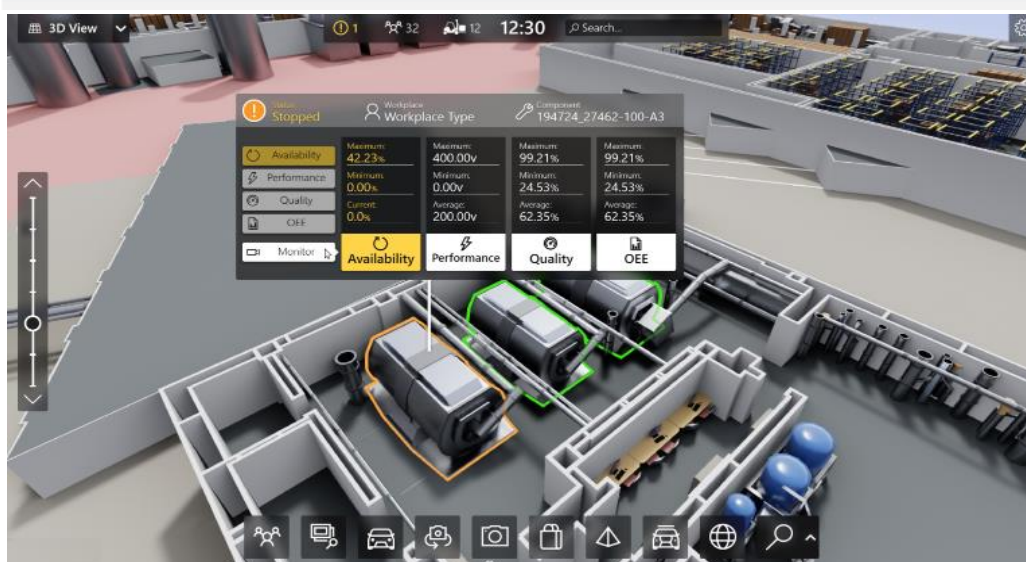 3D View
1
32
12
12:30
Search...
Status
Stopped
Workplace
Workplace Type
Component
194724_27462-100-A3
Availability
Performance
Quality
OEE
Monitor
Maximum:
42.23%
Minimum:
0.00%
Current:
0.0%
Availability
Maximum:
400.00v
Minimum:
0.00v
Average:
200.00v
Performance
Maximum:
99.21%
Minimum:
24.53%
Average:
62.35%
Quality
Maximum:
99.21%
Minimum:
24.53%
Average:
62.35%
OEE